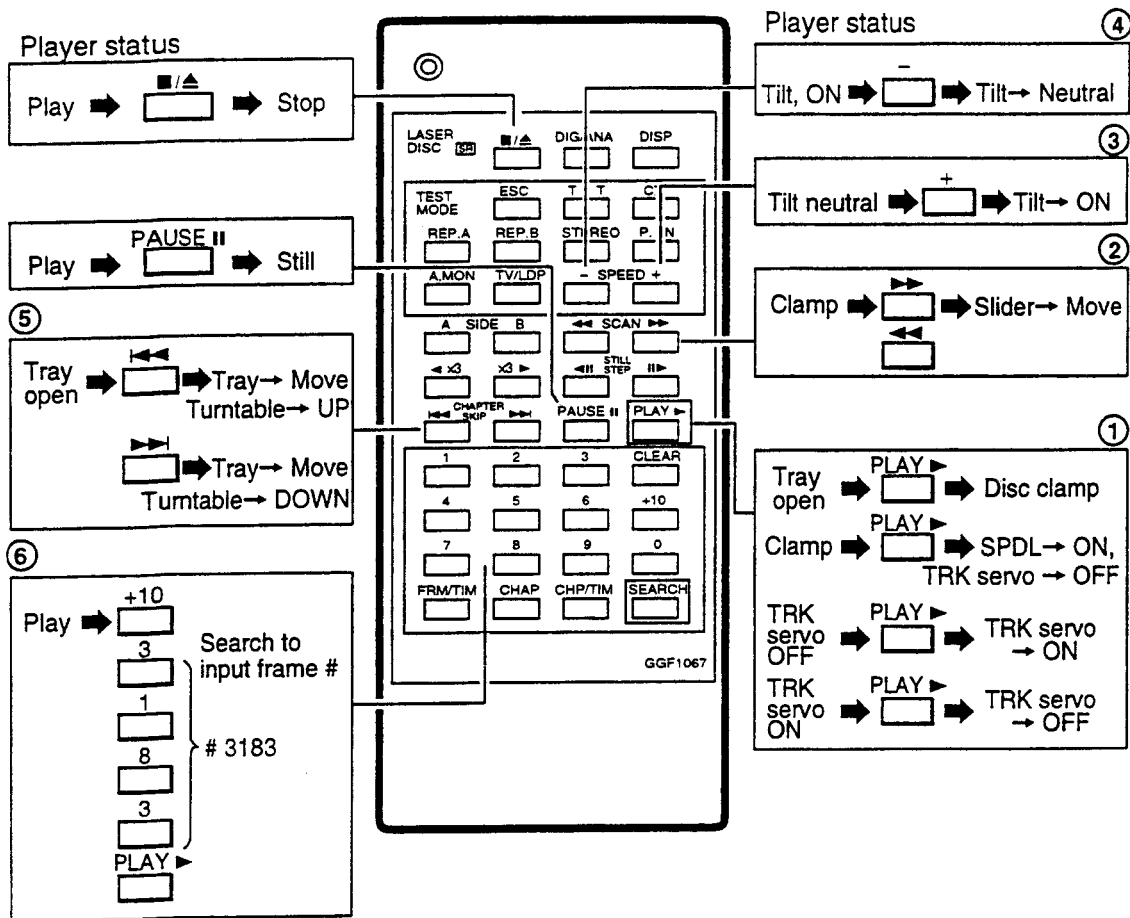 Player status
■/▲
Play ➡ ➡ Stop
PAUSE II
Play ➡ ➡ Still
⑤
|◀◀
Tray open ➡ ➡ Tray→ Move
Turntable→ UP
▶▶|
➡ Tray→ Move
Turntable→ DOWN
⑥
+10
Play ➡
3
1
8
3
PLAY ►
Search to
input frame #
# 3183
LASER
DISC SR
■/▲ DIG/ANA DISP
TEST
MODE
ESC
REP.A REP.B STEREO
A.MON TV/LDP – SPEED +
A SIDE B ◀◀ SCAN ▶▶
◀ x3 x3 ▶ ◀II STILL STEP II▶
|◀◀ CHAPTER SKIP ▶▶| PAUSE II PLAY ►
1 2 3 CLEAR
4 5 6 +10
7 8 9 0
FRM/TIM CHAP CHP/TIM SEARCH
GGF1067
Player status ④
–
Tilt, ON ➡ ➡ Tilt→ Neutral
③
+
Tilt neutral ➡ ➡ Tilt→ ON
②
▶▶
Clamp ➡ ➡ Slider→ Move
◀◀
①
PLAY ►
Tray open ➡ ➡ Disc clamp
PLAY ►
Clamp ➡ ➡ SPDL→ ON,
TRK servo → OFF
PLAY ►
TRK servo OFF ➡ ➡ TRK servo → ON
PLAY ►
TRK servo ON ➡ ➡ TRK servo → OFF